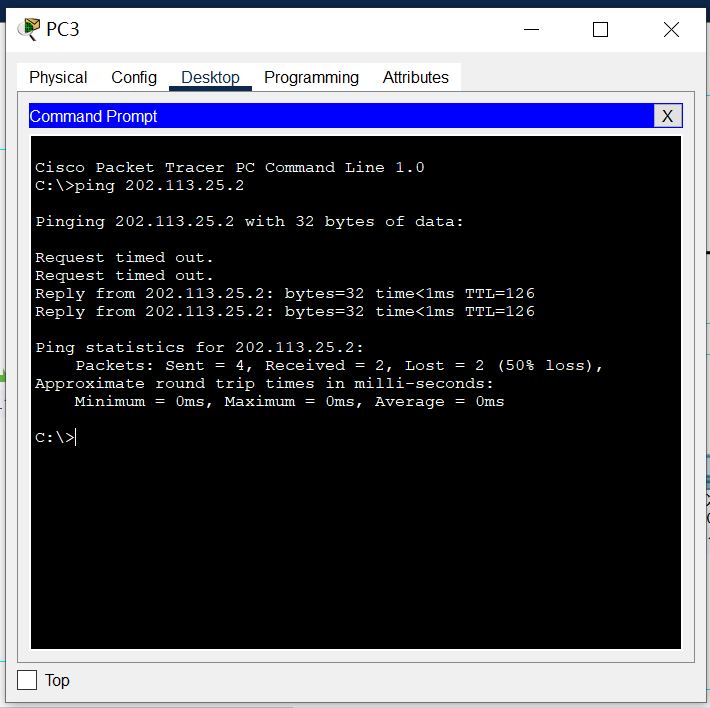 PC3
Physical Config Desktop Programming Attributes
Command Prompt X
Cisco Packet Tracer PC Command Line 1.0
C:\>ping 202.113.25.2
Pinging 202.113.25.2 with 32 bytes of data:
Request timed out.
Request timed out.
Reply from 202.113.25.2: bytes=32 time<1ms TTL=126
Reply from 202.113.25.2: bytes=32 time<1ms TTL=126
Ping statistics for 202.113.25.2:
Packets: Sent = 4, Received = 2, Lost = 2 (50% loss),
Approximate round trip times in milli-seconds:
Minimum = 0ms, Maximum = 0ms, Average = 0ms
C:\>
Top